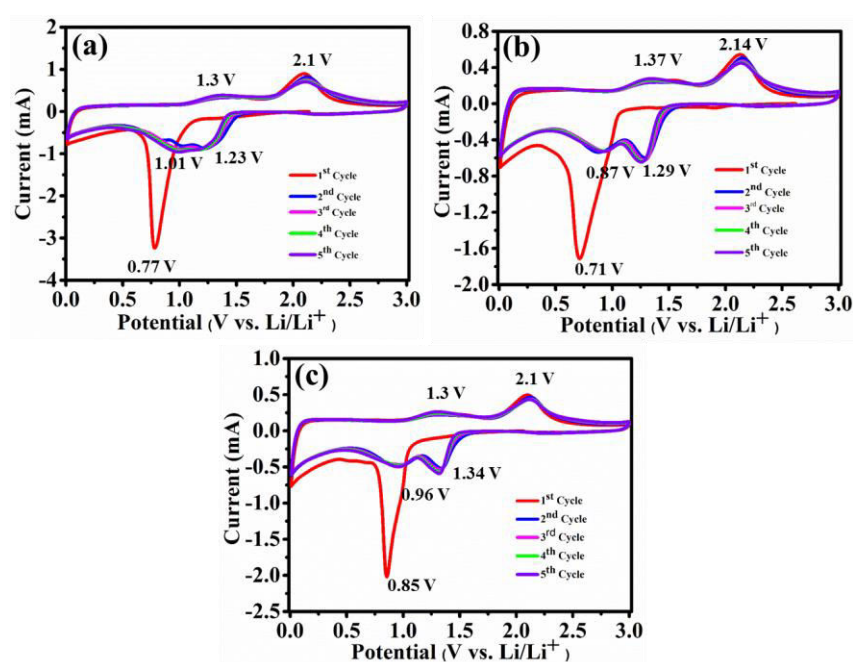 (a)
2.1 V
1.3 V
1.01 V
1.23 V
0.77 V
1st Cycle
2nd Cycle
3rd Cycle
4th Cycle
5th Cycle
2
1
0
-1
-2
-3
-4
0.0 0.5 1.0 1.5 2.0 2.5 3.0
Current (mA)
Potential (V vs. Li/Li+)
(b)
2.14 V
1.37 V
0.87 V
1.29 V
0.71 V
1st Cycle
2nd Cycle
3rd Cycle
4th Cycle
5th Cycle
0.8
0.4
0.0
-0.6
-1.2
-1.8
-2.0
0.0 0.5 1.0 1.5 2.0 2.5 3.0
Current (mA)
Potential (V vs. Li/Li+)
(c)
2.1 V
1.3 V
1.34 V
0.96 V
0.85 V
1st Cycle
2nd Cycle
3rd Cycle
4th Cycle
5th Cycle
1.0
0.5
0.0
-0.5
-1.0
-1.5
-2.0
-2.5
0.0 0.5 1.0 1.5 2.0 2.5 3.0
Current (mA)
Potential (V vs. Li/Li+)